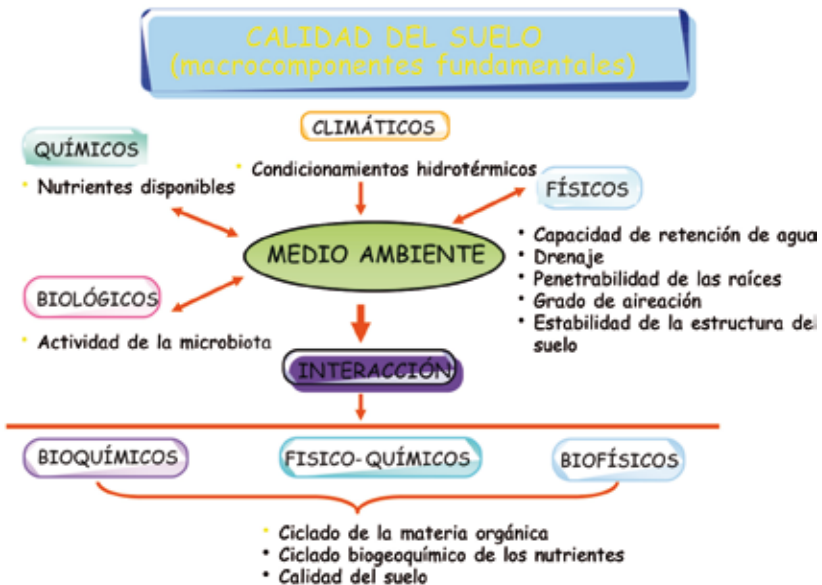 CALIDAD DEL SUELO
(macrocomponentes fundamentales)
CLIMÁTICOS
• Condicionamientos hidrotérmicos
QUÍMICOS
• Nutrientes disponibles
FÍSICOS
• Capacidad de retención de agua
• Drenaje
• Penetrabilidad de las raíces
• Grado de aireación
• Estabilidad de la estructura del
suelo
MEDIO AMBIENTE
BIOLÓGICOS
• Actividad de la microbiota
INTERACCIÓN
BIOQUÍMICOS
FISICO-QUÍMICOS
BIOFÍSICOS
• Ciclado de la materia orgánica
• Ciclado biogeoquímico de los nutrientes
• Calidad del suelo